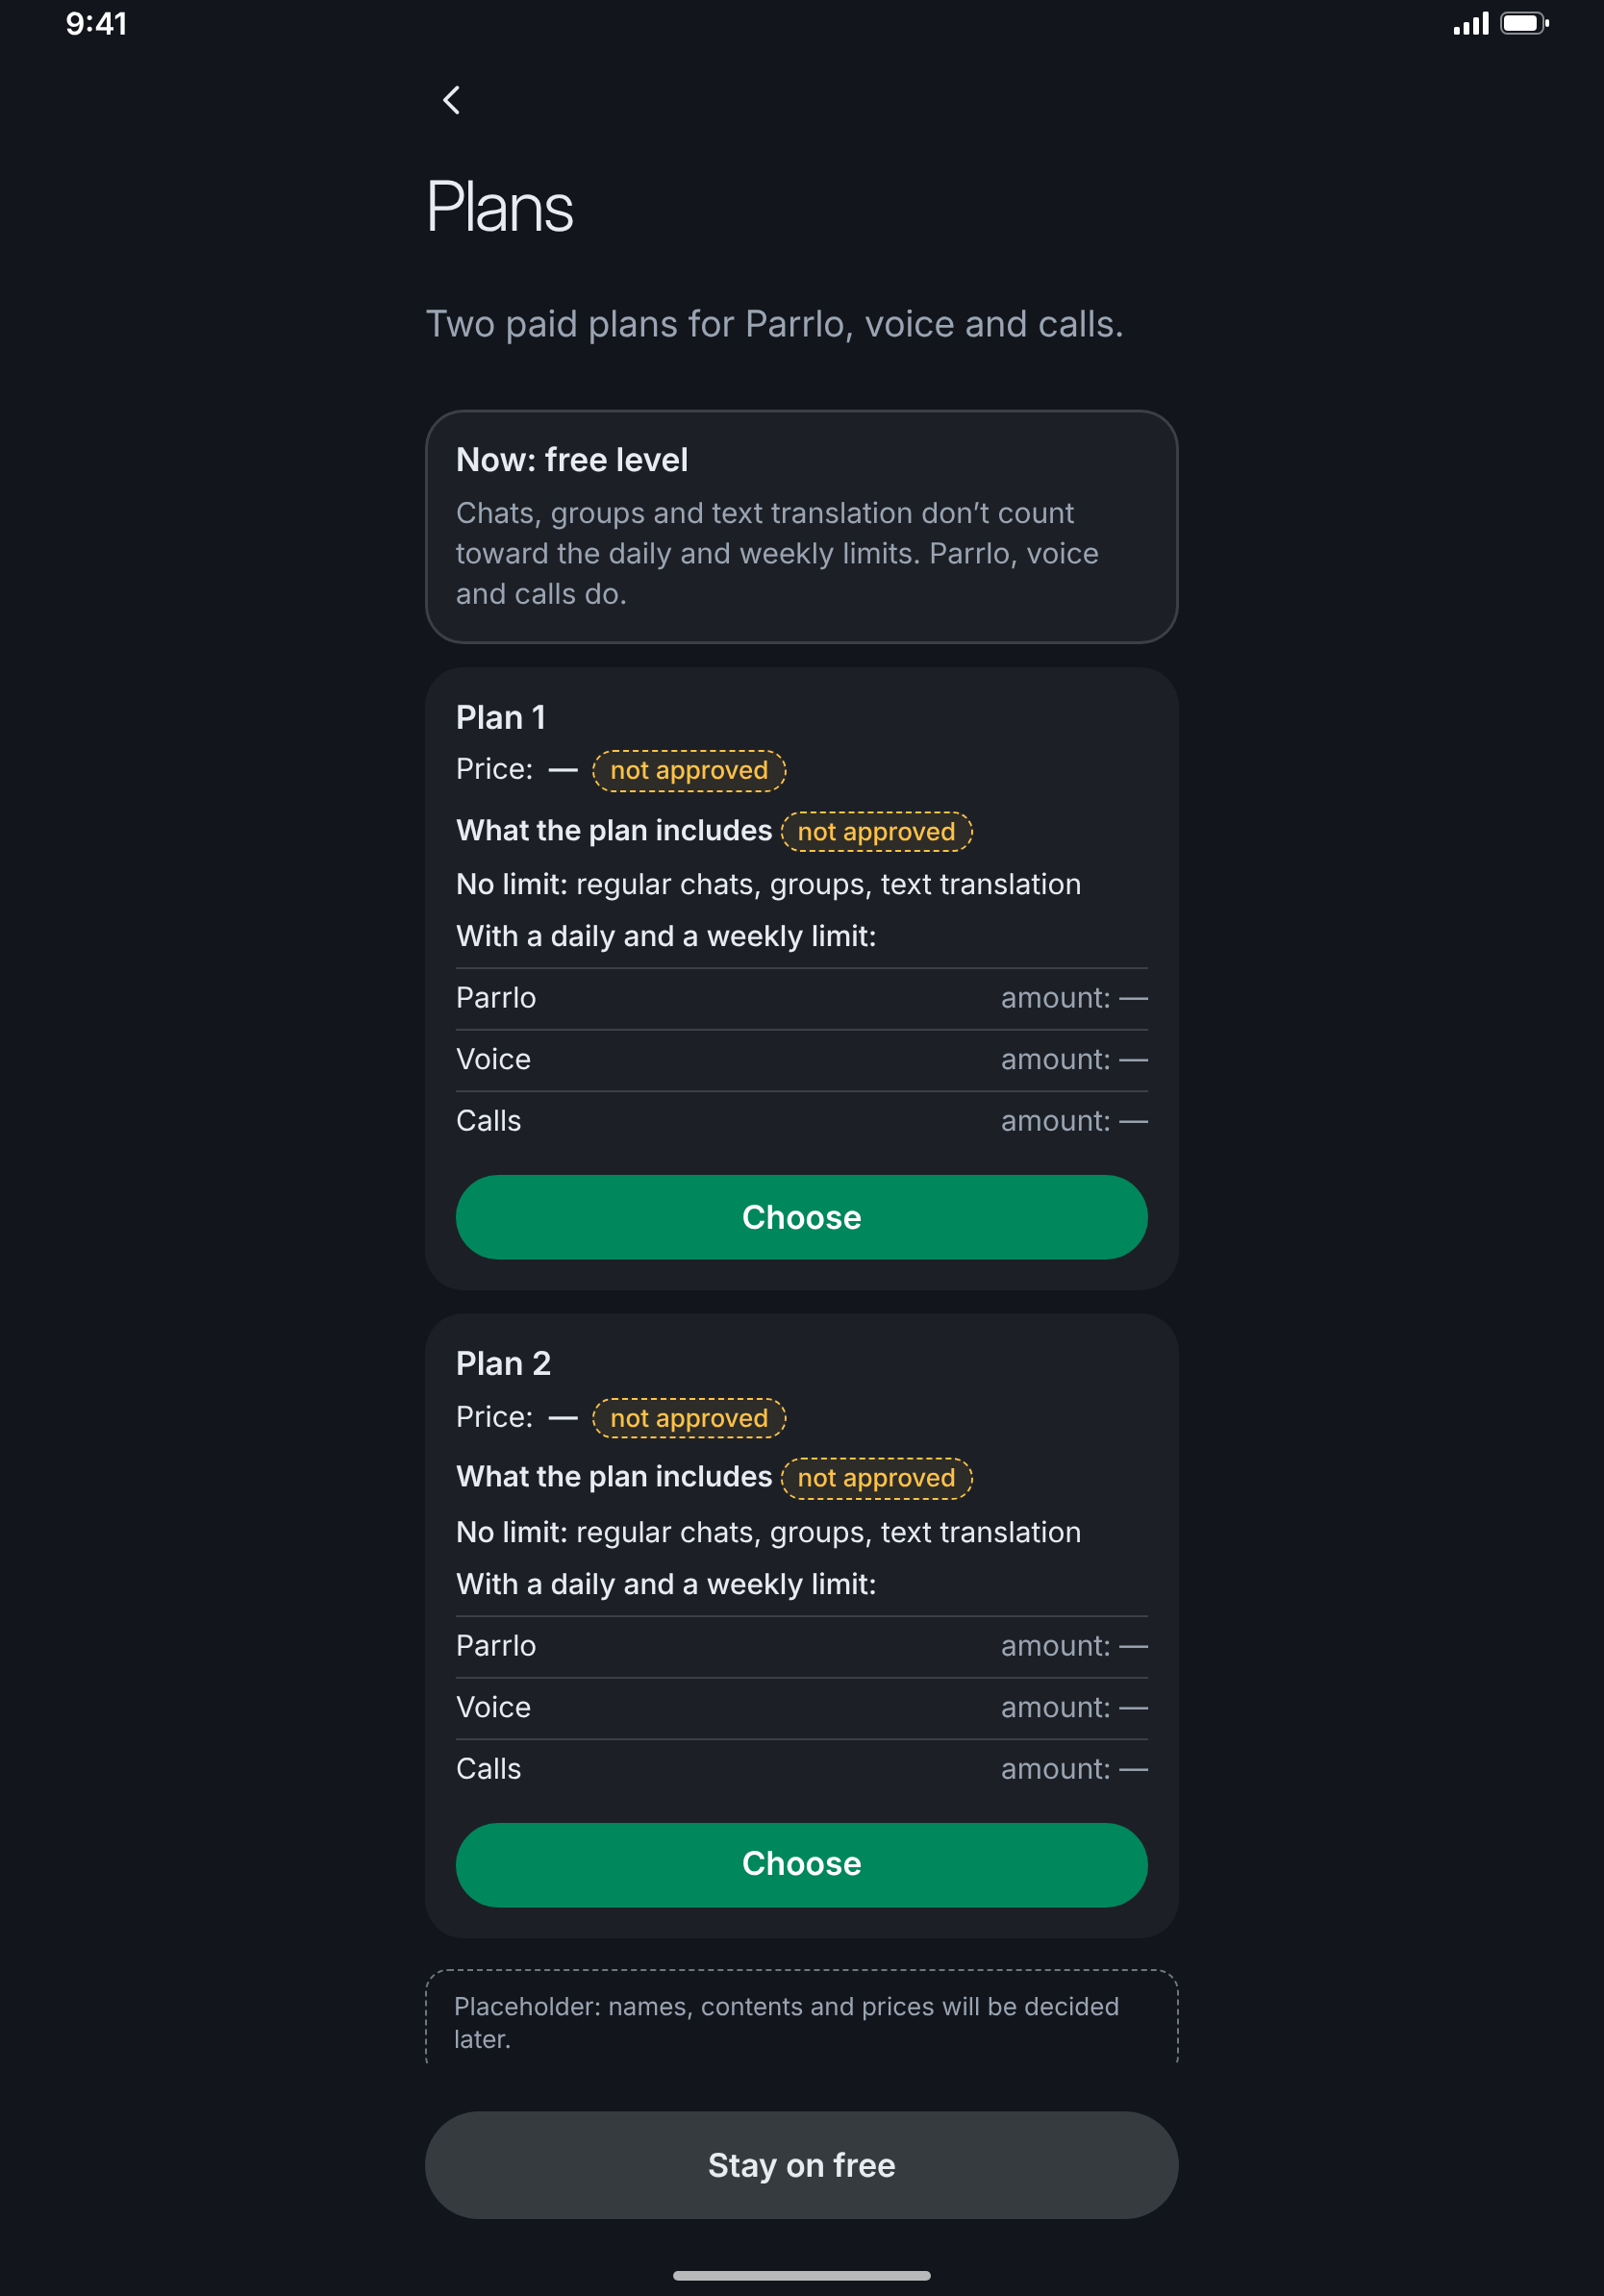 9:41
Plans
Two paid plans for Parrlo, voice and calls.
Now: free level
Chats, groups and text translation don’t count
toward the daily and weekly limits. Parrlo, voice
and calls do.
Plan 1
Price: — not approved
What the plan includes not approved
No limit: regular chats, groups, text translation
With a daily and a weekly limit:
Parrlo amount: —
Voice amount: —
Calls amount: —
Choose
Plan 2
Price: — not approved
What the plan includes not approved
No limit: regular chats, groups, text translation
With a daily and a weekly limit:
Parrlo amount: —
Voice amount: —
Calls amount: —
Choose
Placeholder: names, contents and prices will be decided
later.
Stay on free